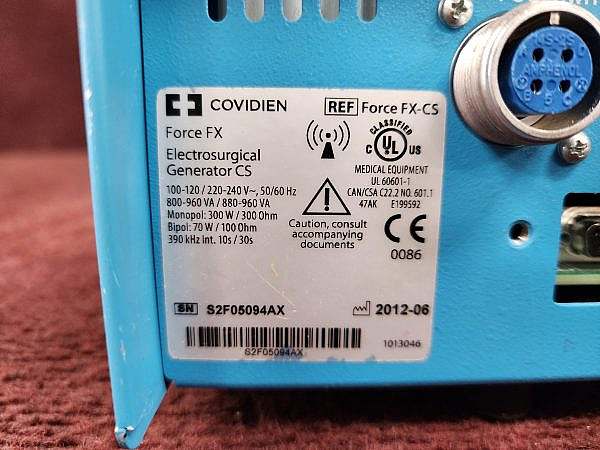 COVIDIEN
REF Force FX-CS
Force FX
Electrosurgical
Generator CS
100-120 / 220-240 V~, 50/60 Hz
800-960 VA / 880-960 VA
Monopol: 300 W / 300 Ohm
Bipol: 70 W / 100 Ohm
390 kHz Int. 10s / 30s
CLASSIFIED
C UL US
MEDICAL EQUIPMENT
UL 60601-1
CAN/CSA C22.2 NO. 601.1
47AK E199592
Caution, consult
accompanying
documents
CE
0086
SN S2F05094AX
2012-06
S2F05094AX
1013046
AMPHENOL